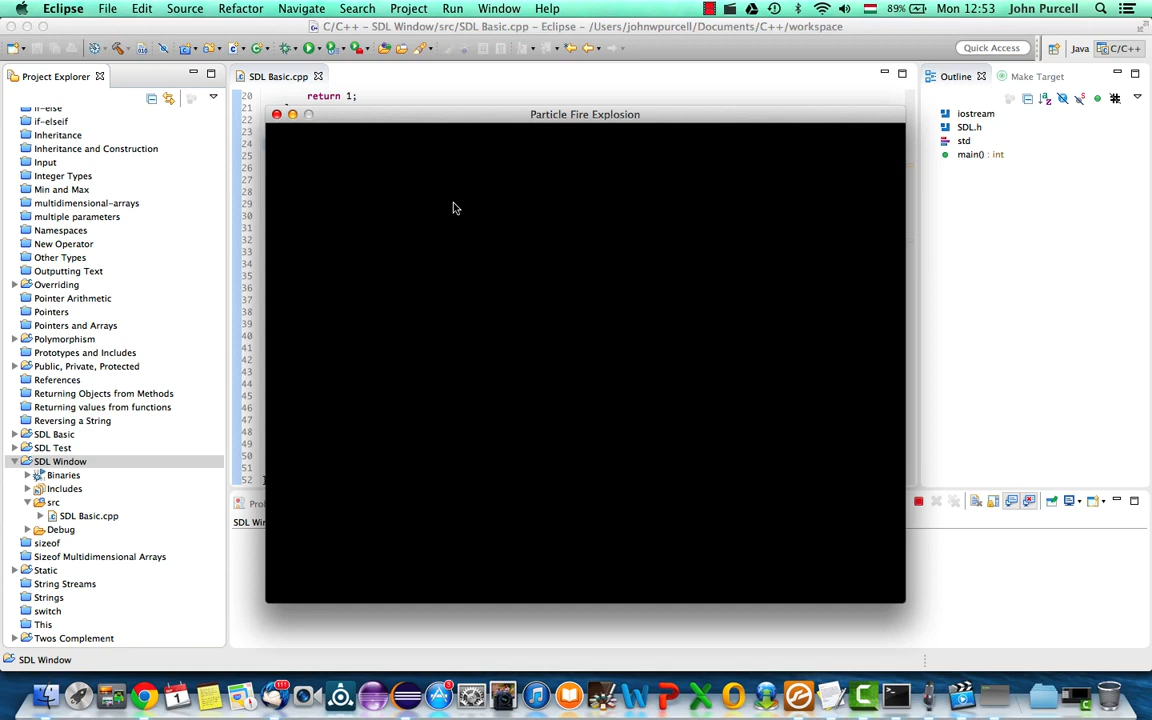 Eclipse File Edit Source Refactor Navigate Search Project Run Window Help 89% Mon 12:53 John Purcell
C/C++ – SDL Window/src/SDL Basic.cpp – Eclipse – /Users/johnwpurcell/Documents/C++/workspace
Quick Access Java C/C++
Project Explorer
SDL Basic.cpp
Outline Make Target
if-else
if-elseif
Inheritance
Inheritance and Construction
Input
Integer Types
Min and Max
multidimensional-arrays
multiple parameters
Namespaces
New Operator
Other Types
Outputting Text
Overriding
Pointer Arithmetic
Pointers
Pointers and Arrays
Polymorphism
Prototypes and Includes
Public, Private, Protected
References
Returning Objects from Methods
Returning values from functions
Reversing a String
SDL Basic
SDL Test
SDL Window
Binaries
Includes
src
SDL Basic.cpp
Debug
sizeof
Sizeof Multidimensional Arrays
Static
String Streams
Strings
switch
This
Twos Complement
20 return 1;
21
22
23
24
25
26
27
28
29
30
31
32
33
34
35
36
37
38
39
40
41
42
43
44
45
46
47
48
49
50
51
52 }
Particle Fire Explosion
iostream
SDL.h
std
main() : int
Pro
SDL Wir
SDL Window